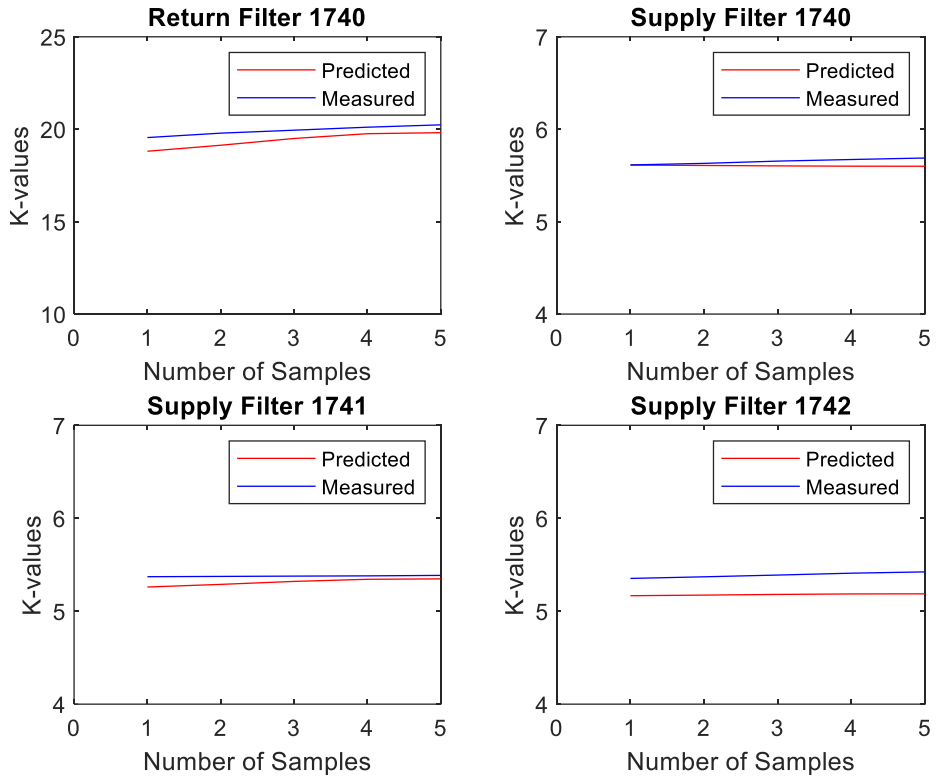 Return Filter 1740
25
20
15
10
K-values
0 1 2 3 4 5
Number of Samples
Predicted
Measured
Supply Filter 1740
7
6
5
4
K-values
0 1 2 3 4 5
Number of Samples
Predicted
Measured
Supply Filter 1741
7
6
5
4
K-values
0 1 2 3 4 5
Number of Samples
Predicted
Measured
Supply Filter 1742
7
6
5
4
K-values
0 1 2 3 4 5
Number of Samples
Predicted
Measured